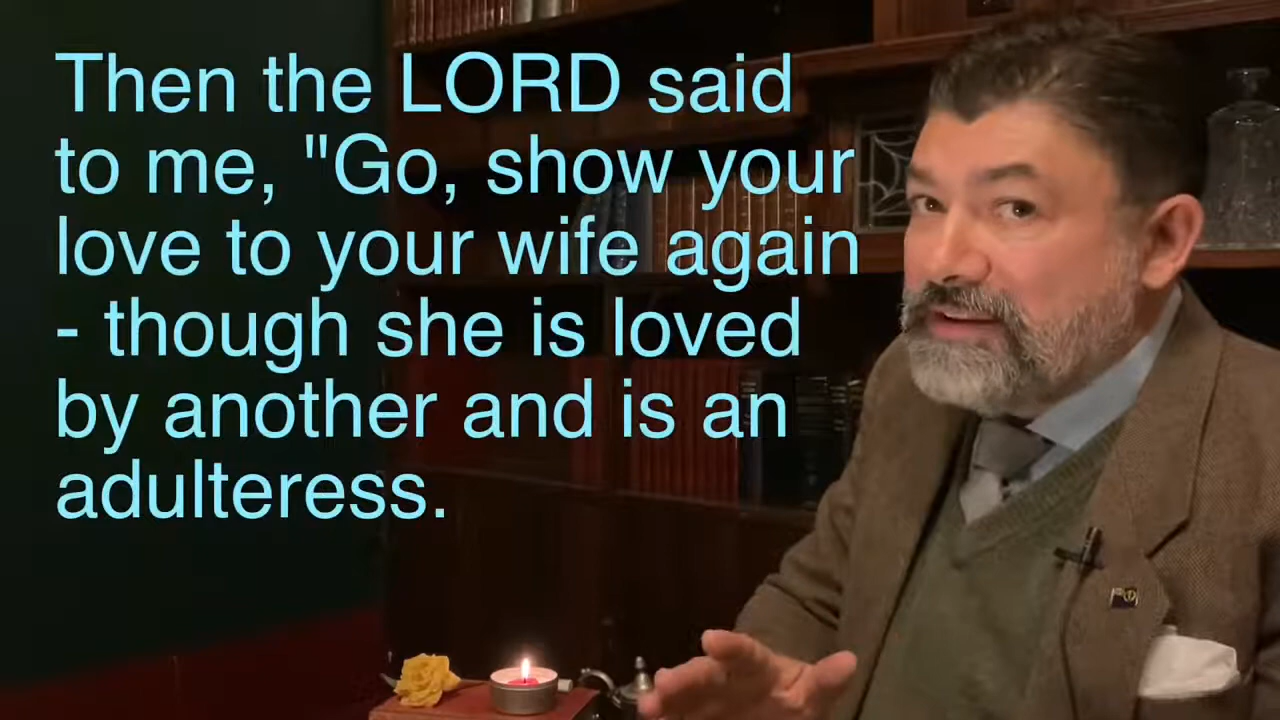 Then the LORD said
to me, "Go, show your
love to your wife again
- though she is loved
by another and is an
adulteress.